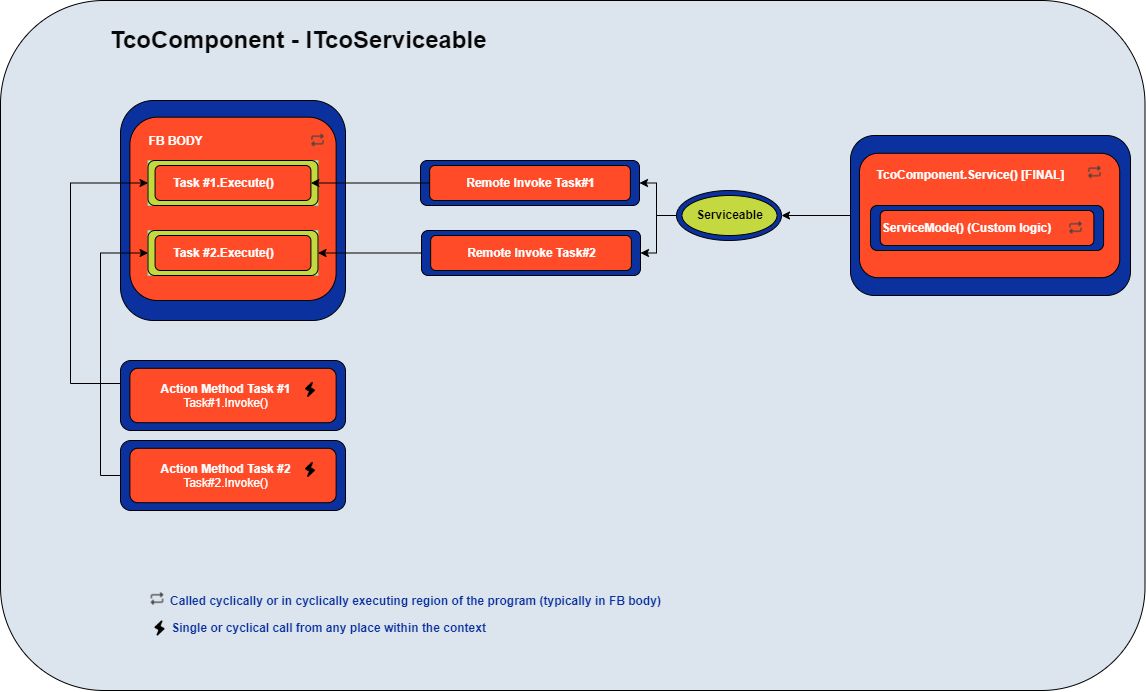 TcoComponent - ITcoServiceable
FB BODY
Task #1.Execute()
Task #2.Execute()
Remote Invoke Task#1
Remote Invoke Task#2
Serviceable
TcoComponent.Service() [FINAL]
ServiceMode() (Custom logic)
Action Method Task #1
Task#1.Invoke()
Action Method Task #2
Task#2.Invoke()
Called cyclically or in cyclically executing region of the program (typically in FB body)
Single or cyclical call from any place within the context